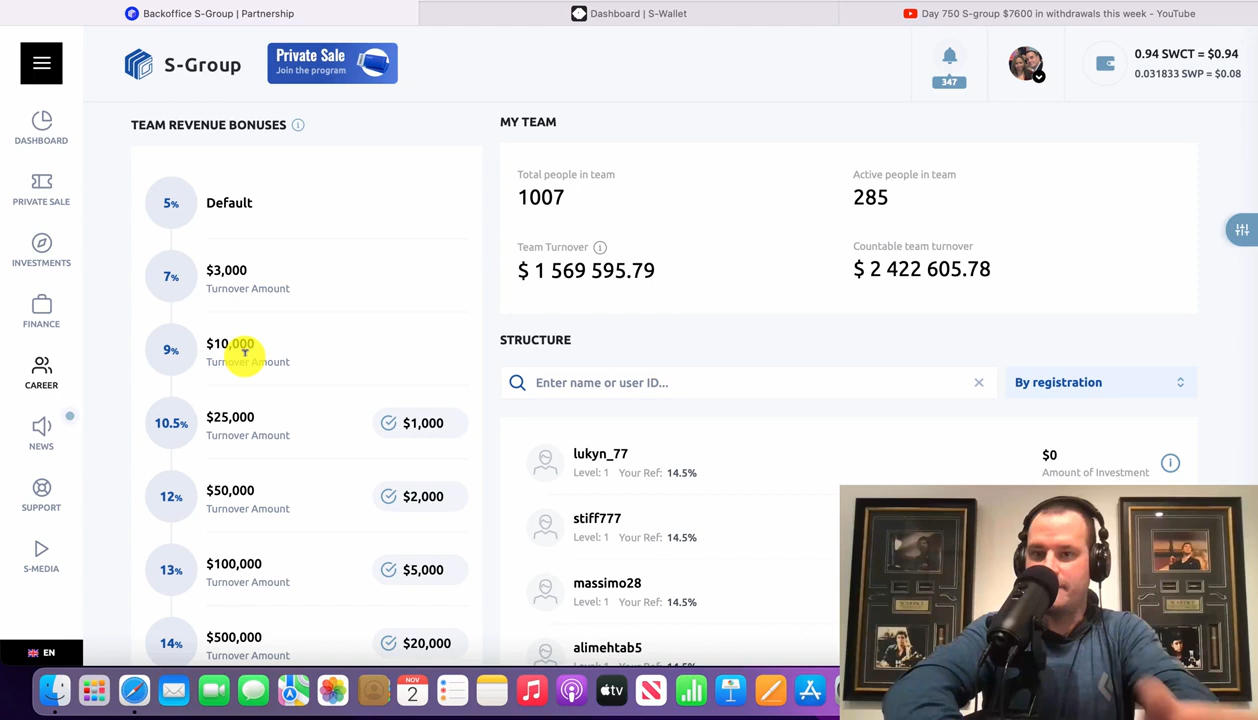 Backoffice S-Group | Partnership
Dashboard | S-Wallet
Day 750 S-group $7600 in withdrawals this week - YouTube
S-Group
Private Sale
Join the program
347
0.94 SWCT = $0.94
0.031833 SWP = $0.08
DASHBOARD
PRIVATE SALE
INVESTMENTS
FINANCE
CAREER
NEWS
SUPPORT
S-MEDIA
EN
TEAM REVENUE BONUSES
5% Default
7% $3,000
Turnover Amount
9% $10,000
Turnover Amount
10.5% $25,000
Turnover Amount
$1,000
12% $50,000
Turnover Amount
$2,000
13% $100,000
Turnover Amount
$5,000
14% $500,000
Turnover Amount
$20,000
MY TEAM
Total people in team
1007
Active people in team
285
Team Turnover
$ 1 569 595.79
Countable team turnover
$ 2 422 605.78
STRUCTURE
Enter name or user ID...
By registration
lukyn_77
Level: 1 Your Ref: 14.5%
$0
Amount of Investment
stiff777
Level: 1 Your Ref: 14.5%
massimo28
Level: 1 Your Ref: 14.5%
alimehtab5
NOV
2
tv